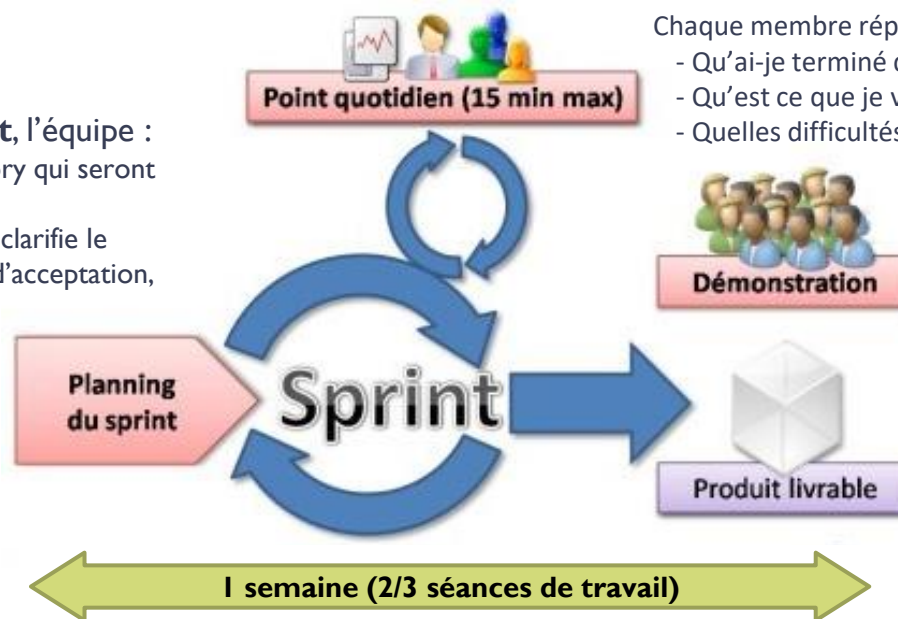 Chaque membre rép
- Qu'ai-je terminé
- Qu'est ce que je
- Quelles difficultés
Point quotidien (15 min max)
t, l'équipe :
ory qui seront
clarifie le
d'acceptation,
Démonstration
Planning
du sprint
Sprint
Produit livrable
1 semaine (2/3 séances de travail)